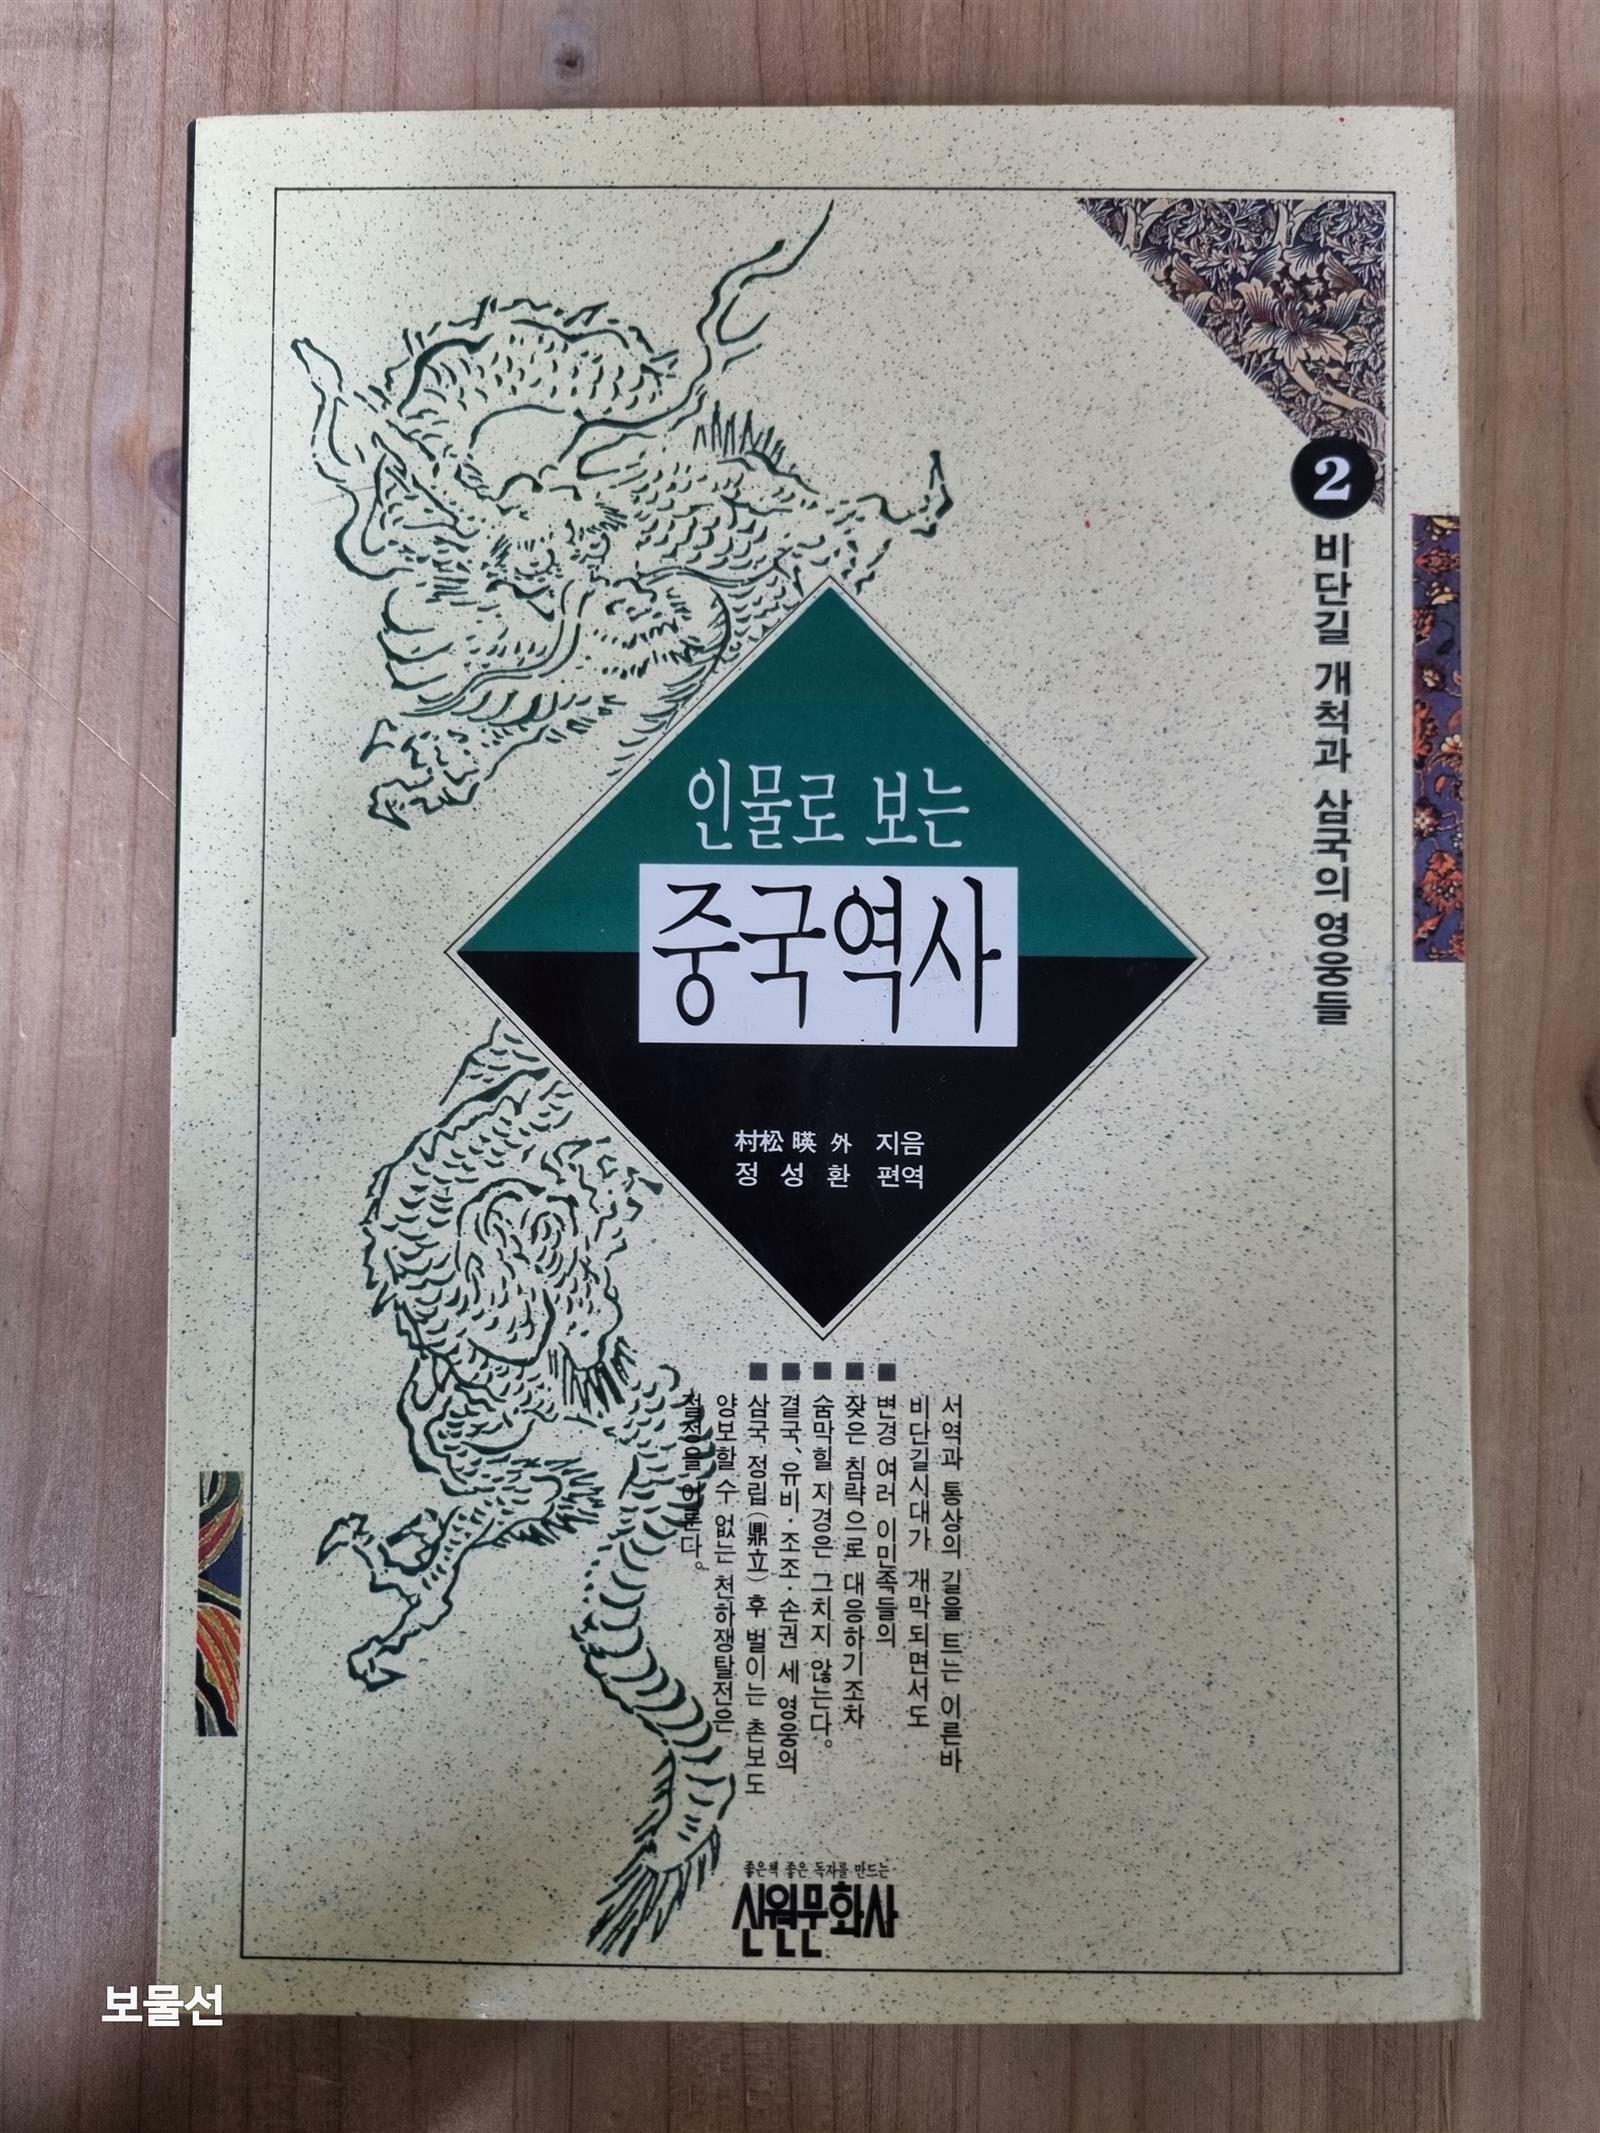 2
비단길 개척과 삼국의 영웅들
인물로 보는
중국역사
村松 暎 外 지음
정성환 편역
서역과 통상의 길을 트는 이른바
비단길시대가 개막되면서도
변경 여러 이민족들의
잦은 침략으로 대응하기조차
숨막힐 지경은 그치지 않는다。
결국、유비·조조·손권 세 영웅의
삼국 정립(鼎立) 후 벌이는 촌보도
양보할 수 없는 천하쟁탈전은
절정을 이룬다。
좋은책 좋은 독자를 만드는
신원문화사
보물선